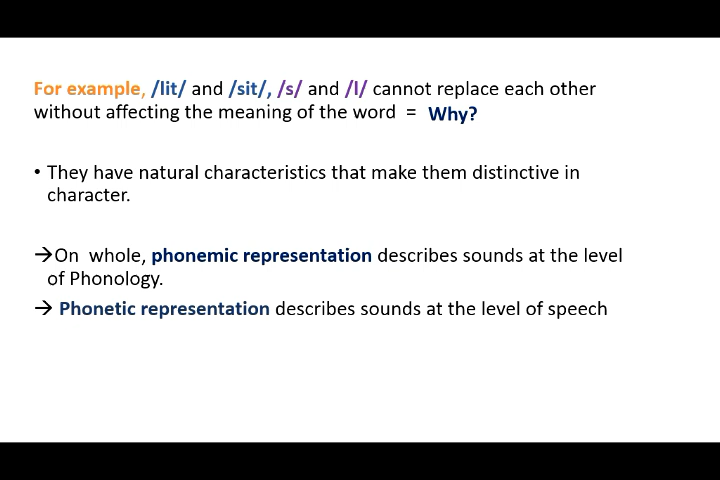 For example, /lit/ and /sit/, /s/ and /l/ cannot replace each other
without affecting the meaning of the word = Why?
• They have natural characteristics that make them distinctive in
character.
→On whole, phonemic representation describes sounds at the level
of Phonology.
→ Phonetic representation describes sounds at the level of speech